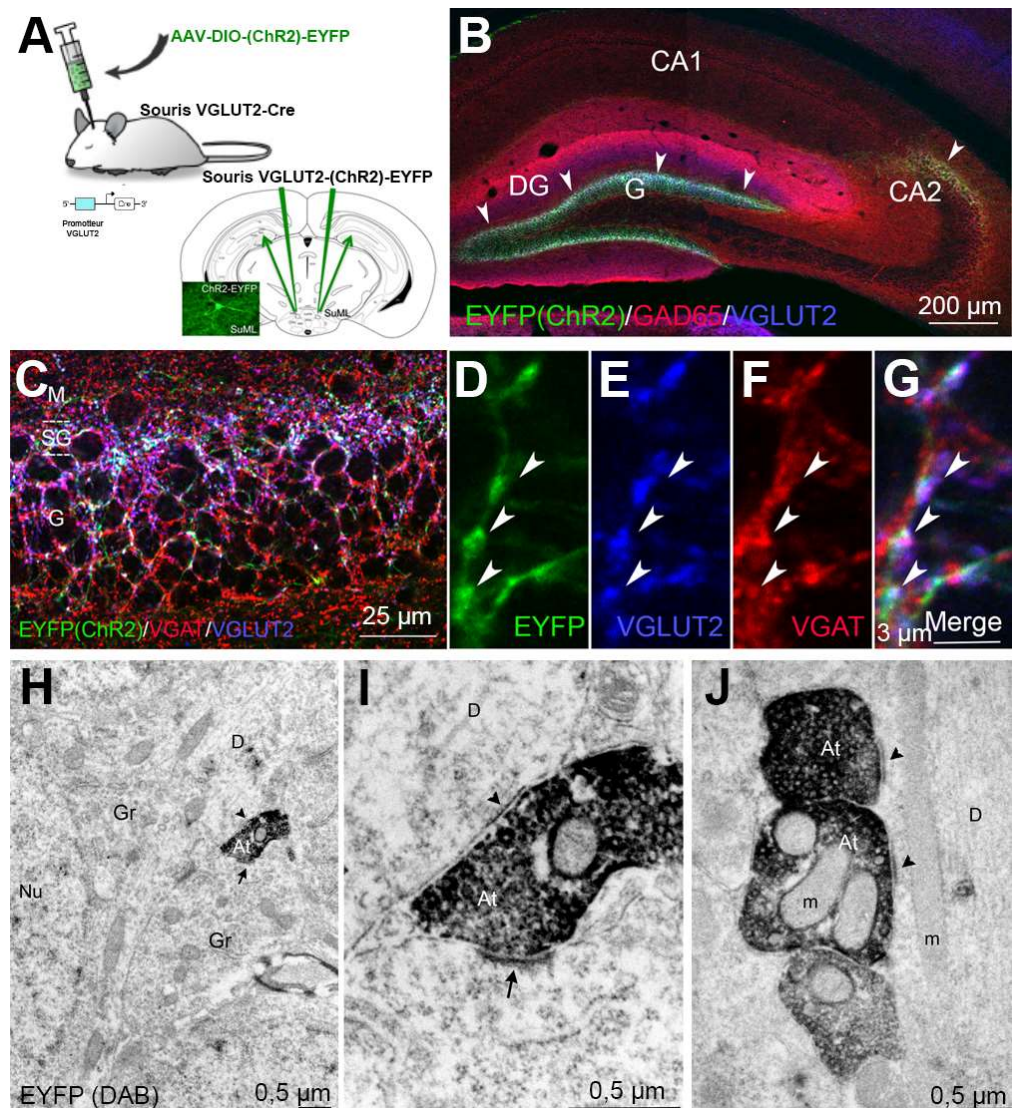 A
AAV-DIO-(ChR2)-EYFP
Souris VGLUT2-Cre
5'
Cre
3'
Promotteur
VGLUT2
Souris VGLUT2-(ChR2)-EYFP
ChR2-EYFP
SuML
SuML
B
CA1
DG
G
CA2
EYFP(ChR2)/GAD65/VGLUT2
200 µm
C
M
SG
G
EYFP(ChR2)/VGAT/VGLUT2
25 µm
D
EYFP
E
VGLUT2
F
VGAT
G
Merge
3 µm
H
D
Gr
At
Nu
Gr
EYFP (DAB)
0,5 µm
I
D
At
0,5 µm
J
At
At
D
m
m
0,5 µm